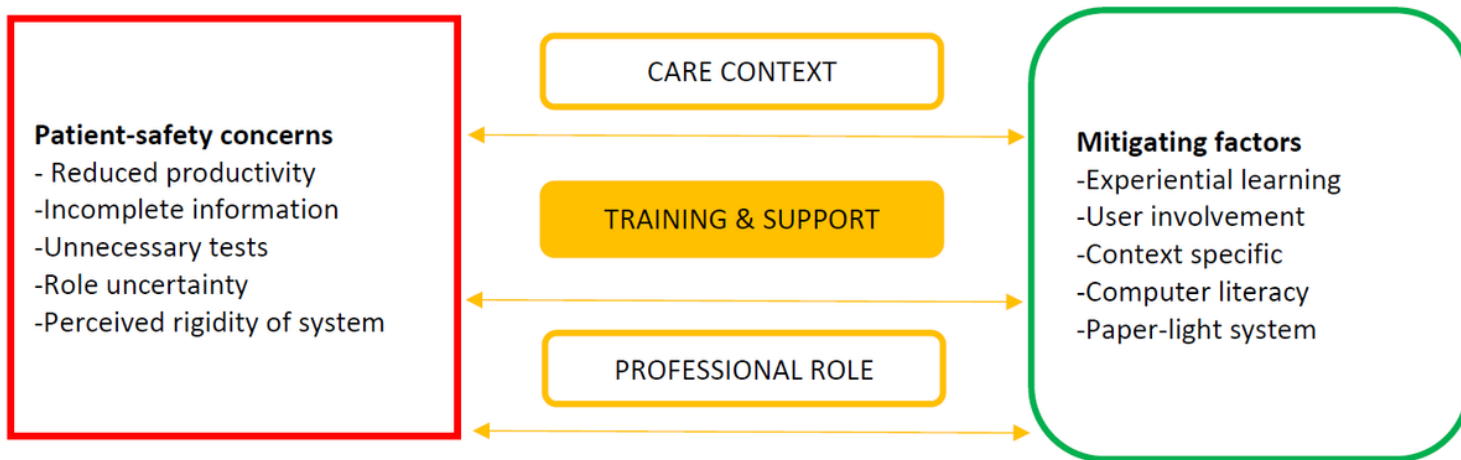 Patient-safety concerns
- Reduced productivity
-Incomplete information
-Unnecessary tests
-Role uncertainty
-Perceived rigidity of system
CARE CONTEXT
TRAINING & SUPPORT
PROFESSIONAL ROLE
Mitigating factors
-Experiential learning
-User involvement
-Context specific
-Computer literacy
-Paper-light system